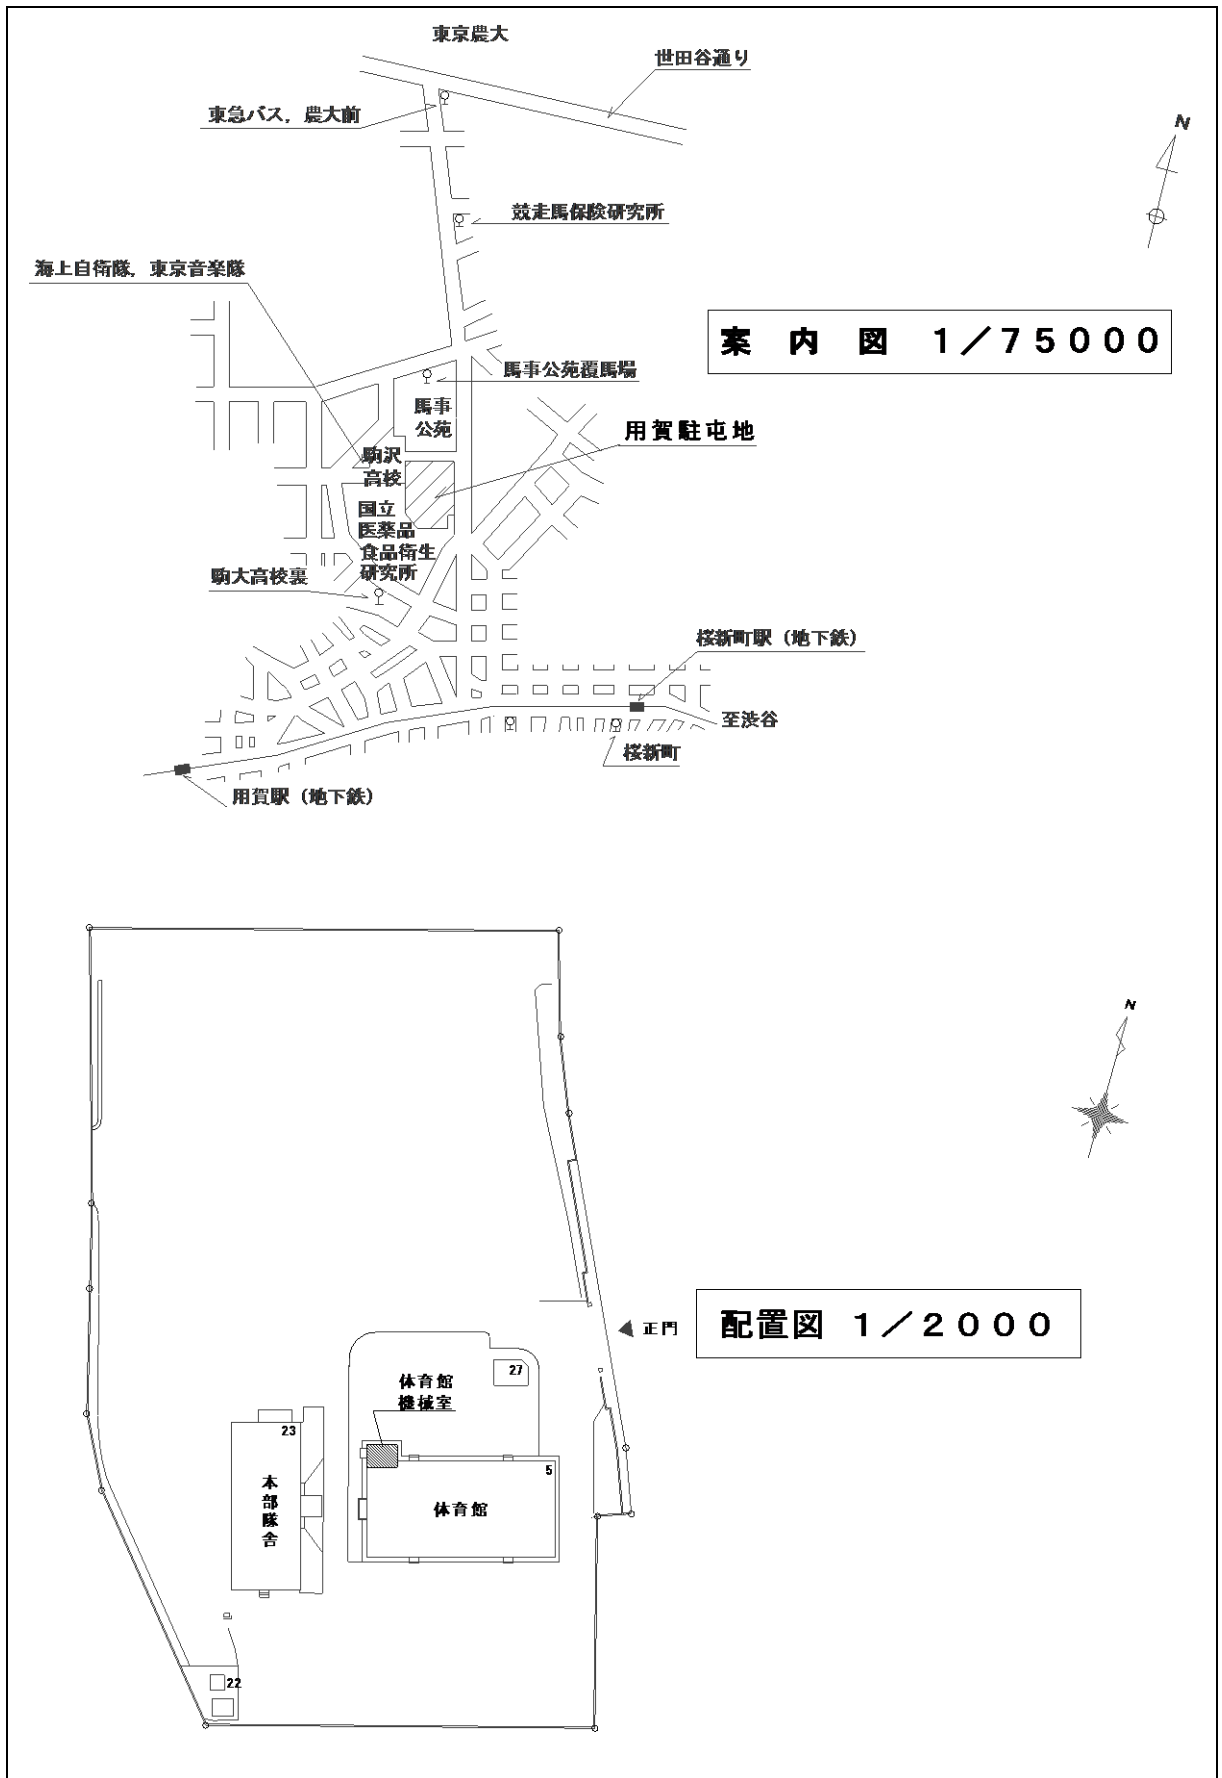 東京農大
世田谷通り
東急バス，農大前
N
競走馬保険研究所
海上自衛隊，東京音楽隊
案　内　図　１／７５０００
馬事公苑覆馬場
馬事
公苑
用賀駐屯地
駒沢
高校
国立
医薬品
食品衛生
研究所
駒大高校裏
桜新町駅（地下鉄）
至渋谷
桜新町
用賀駅（地下鉄）
N
正門
配置図　１／２０００
27
体育館
機械室
23
5
本部隊舎
体育館
22